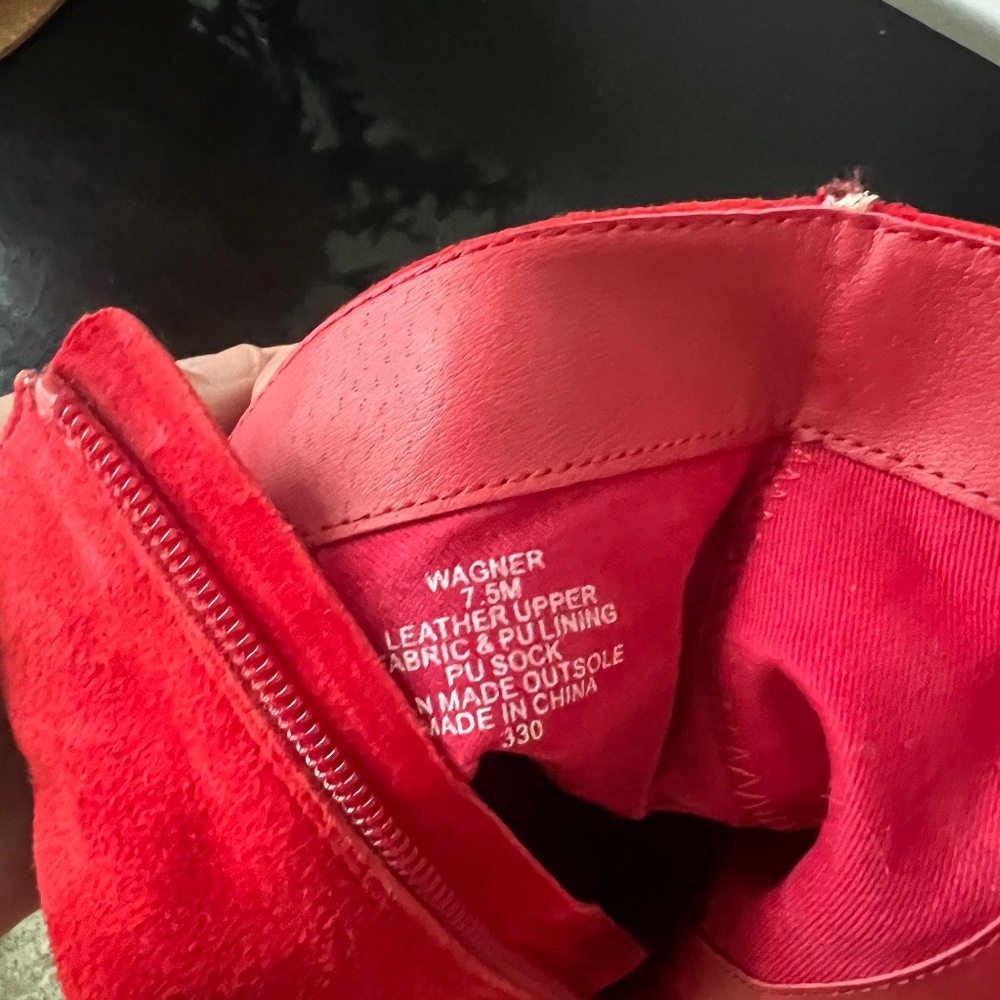 WAGNER
7.5M
LEATHER UPPER
ABRIC & PU LINING
PU SOCK
N MADE OUTSOLE
MADE IN CHINA
330